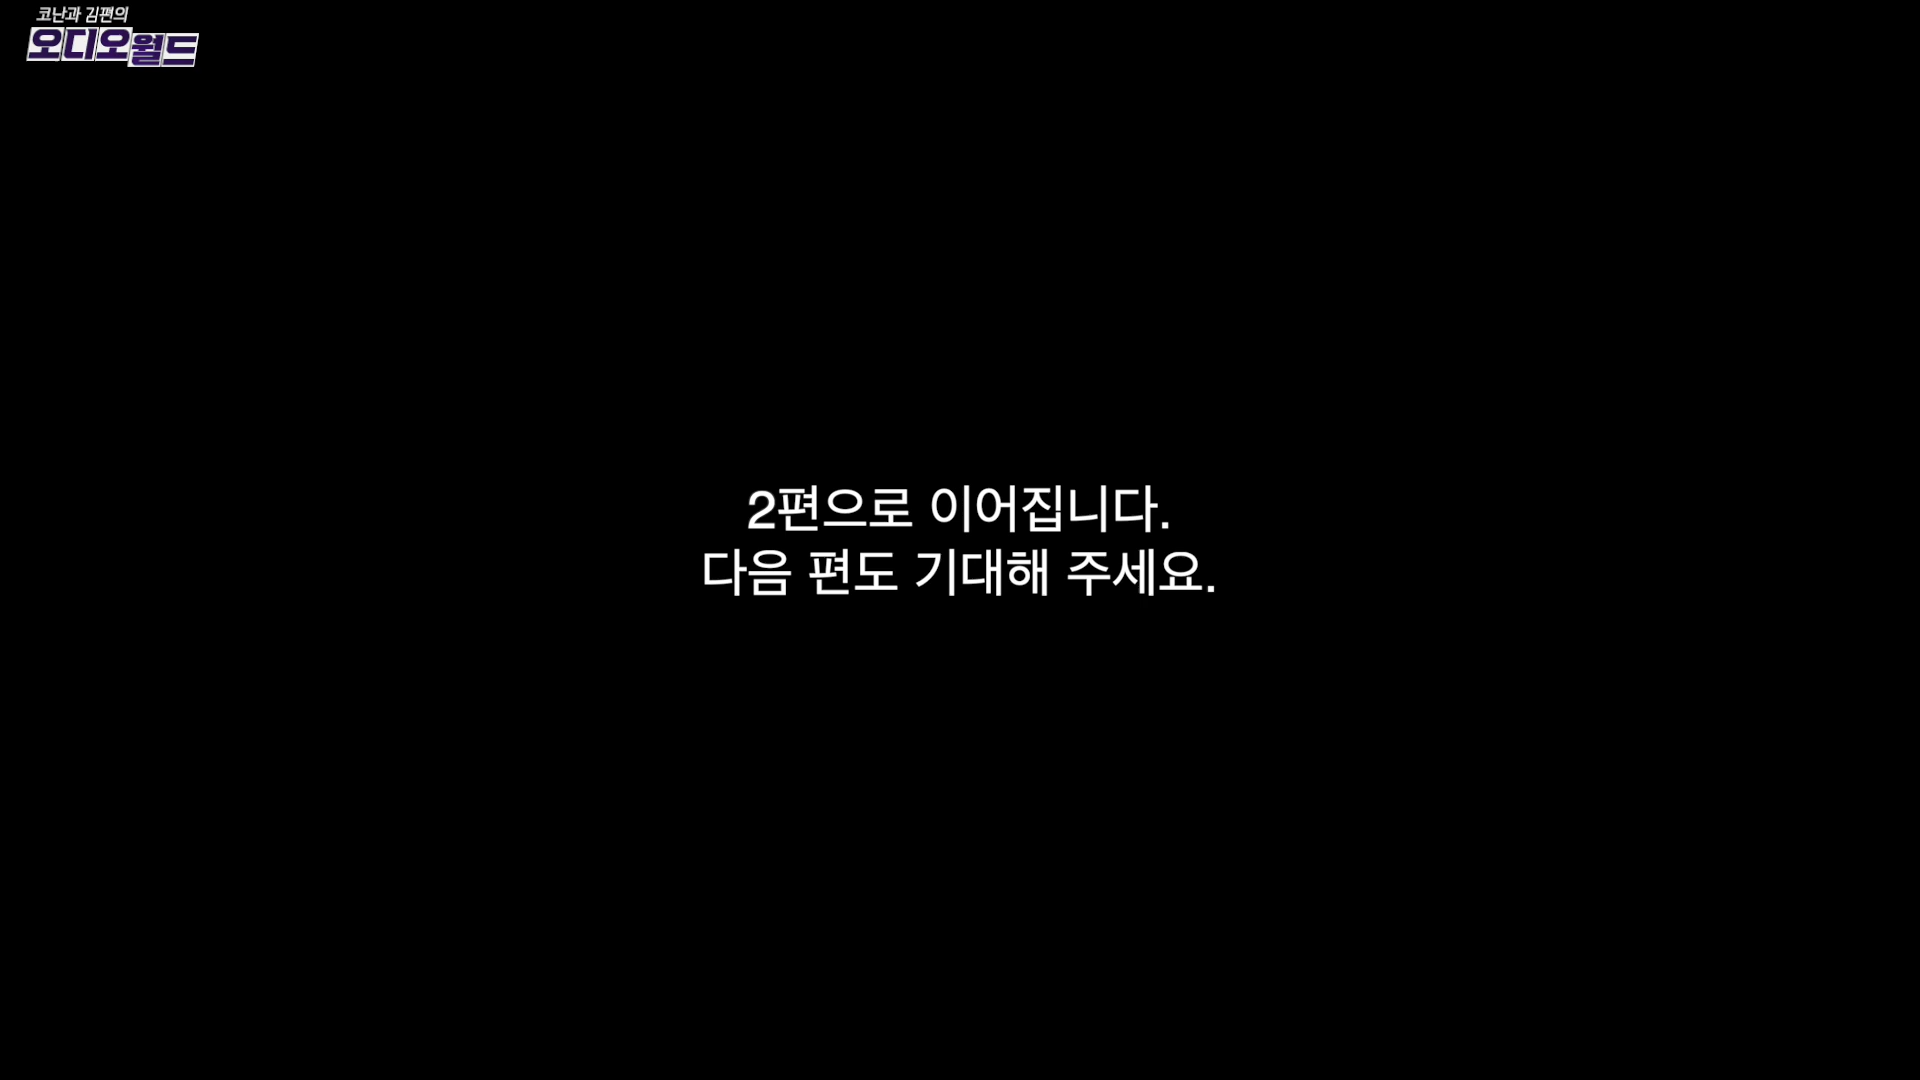 코난과 김편의
오디오월드
2편으로 이어집니다.
다음 편도 기대해 주세요.